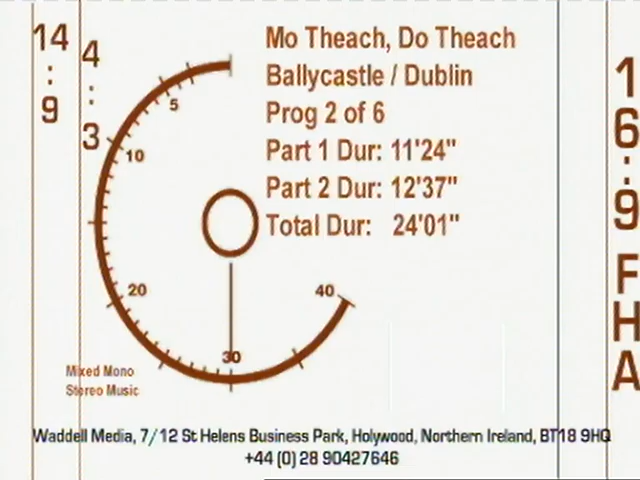 14
:
9
4
:
3
Mo Theach, Do Theach
Ballycastle / Dublin
Prog 2 of 6
Part 1 Dur: 11'24"
Part 2 Dur: 12'37"
Total Dur: 24'01"
5
10
20
30
40
Mixed Mono
Stereo Music
16:9 FHA
Waddell Media, 7/12 St Helens Business Park, Holywood, Northern Ireland, BT18 9HQ
+44 (0) 28 90427646